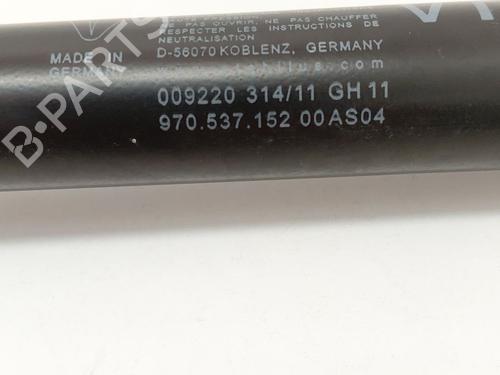 NE PAS OUVRIR, NE PAS CHAUFFER
RESPECTER LES INSTRUCTIONS DE
NEUTRALISATION
MADE IN
GERMANY
D-56070 KOBLENZ, GERMANY
009220 314/11 GH 11
970.537.152 00AS04
B-PARTS